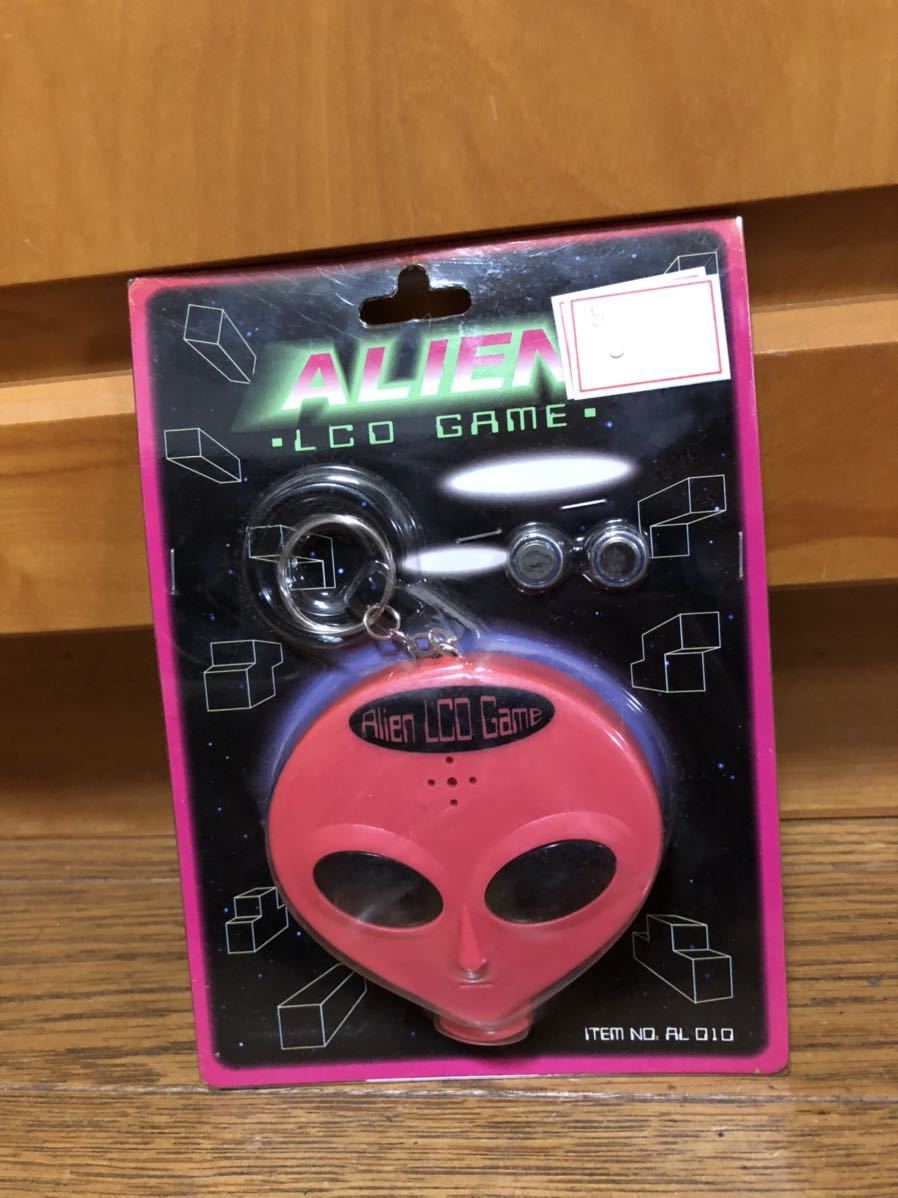 ALIEN
·LCD GAME·
Alien LCD Game
ITEM NO. AL 010